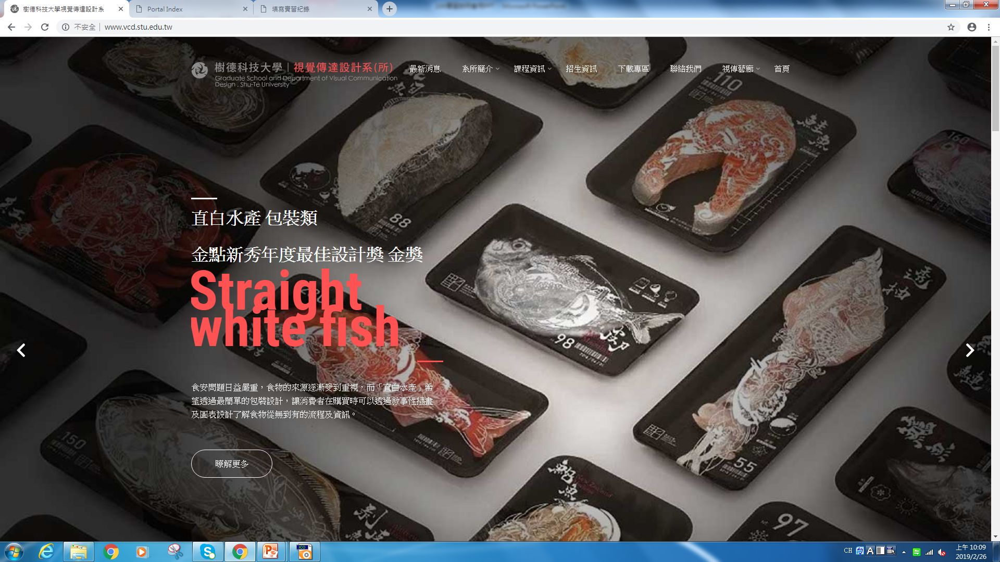 樹德科技大學視覺傳達設計系
Portal Index
填寫實習紀錄
不安全
www.vcd.stu.edu.tw
樹德科技大學 | 視覺傳達設計系(所)
Graduate School and Department of Visual Communication
Design . Shu-Te University
最新消息
系所簡介
課程資訊
招生資訊
下載專區
聯絡我們
視傳藝廊
首頁
110
鮭魚
160
88
直白水產 包裝類
金點新秀年度最佳設計獎 金獎
Straight
white fish
透抽
98
食安問題日益嚴重，食物的來源逐漸受到重視，而「直白水產」希
望透過最簡單的包裝設計，讓消費者在購買時可以透過敘事性插畫
及圖表設計了解食物從無到有的流程及資訊。
150
55
瞭解更多
鮑魚
97
CH
上午 10:09
2019/2/26